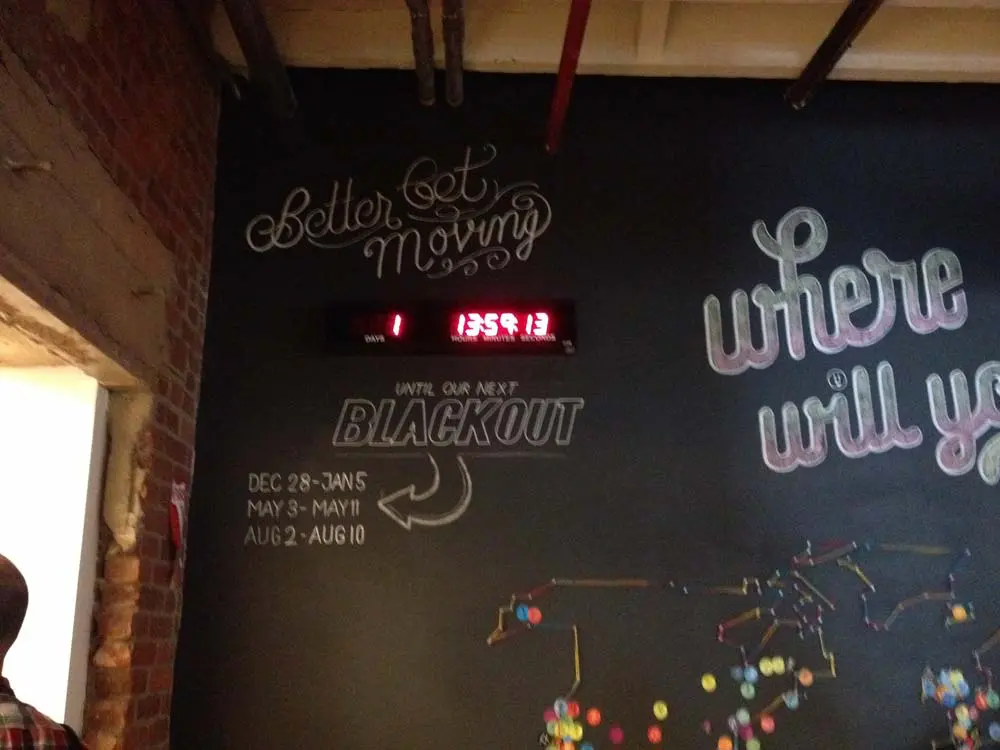 Better Get
Moving
1 13:59:13
DAYS HOURS MINUTES SECONDS
UNTIL OUR NEXT
BLACKOUT
DEC 28-JAN 5
MAY 3-MAY 11
AUG 2-AUG 10
where
will yo